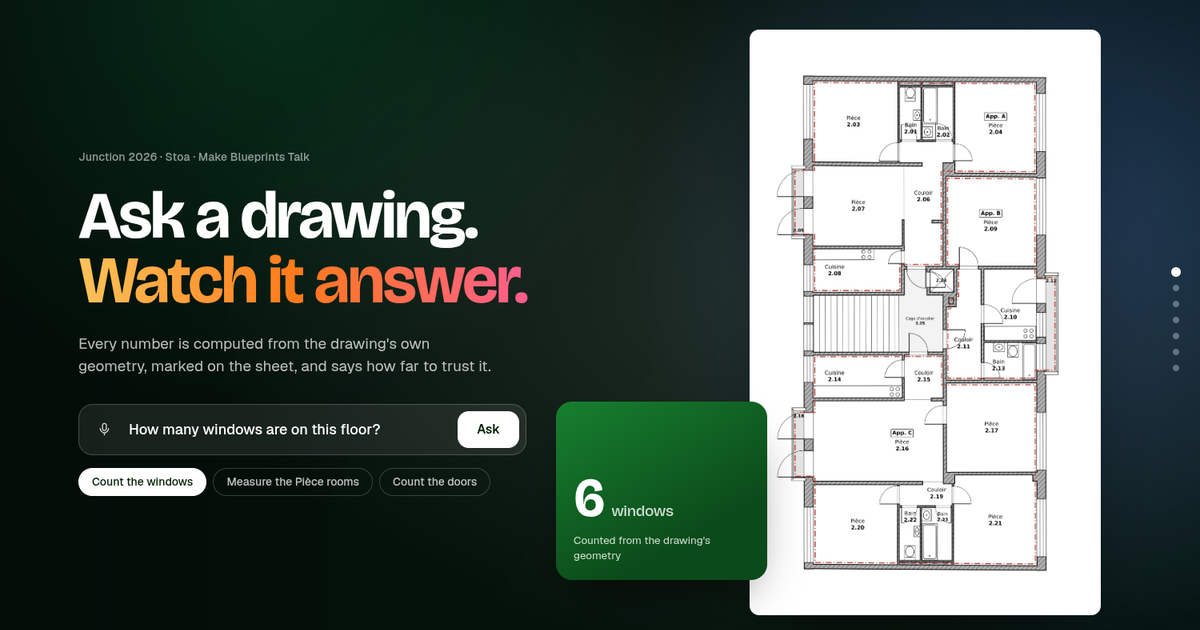 Junction 2026 · Stoa · Make Blueprints Talk
Ask a drawing.
Watch it answer.
Every number is computed from the drawing's own
geometry, marked on the sheet, and says how far to trust it.
How many windows are on this floor?
Ask
Count the windows
Measure the Pièce rooms
Count the doors
6 windows
Counted from the drawing's
geometry
Pièce
2.03
Bain
2.01
Bain
2.02
App. A
Pièce
2.04
Couloir
2.06
Pièce
2.07
App. B
Pièce
2.09
Cuisine
2.08
Cuisine
2.10
Couloir
2.11
Bain
2.13
Cuisine
2.14
Couloir
2.15
App. C
Pièce
2.16
Pièce
2.17
Couloir
2.19
Pièce
2.20
Bain
2.22
Bain
Pièce
2.21